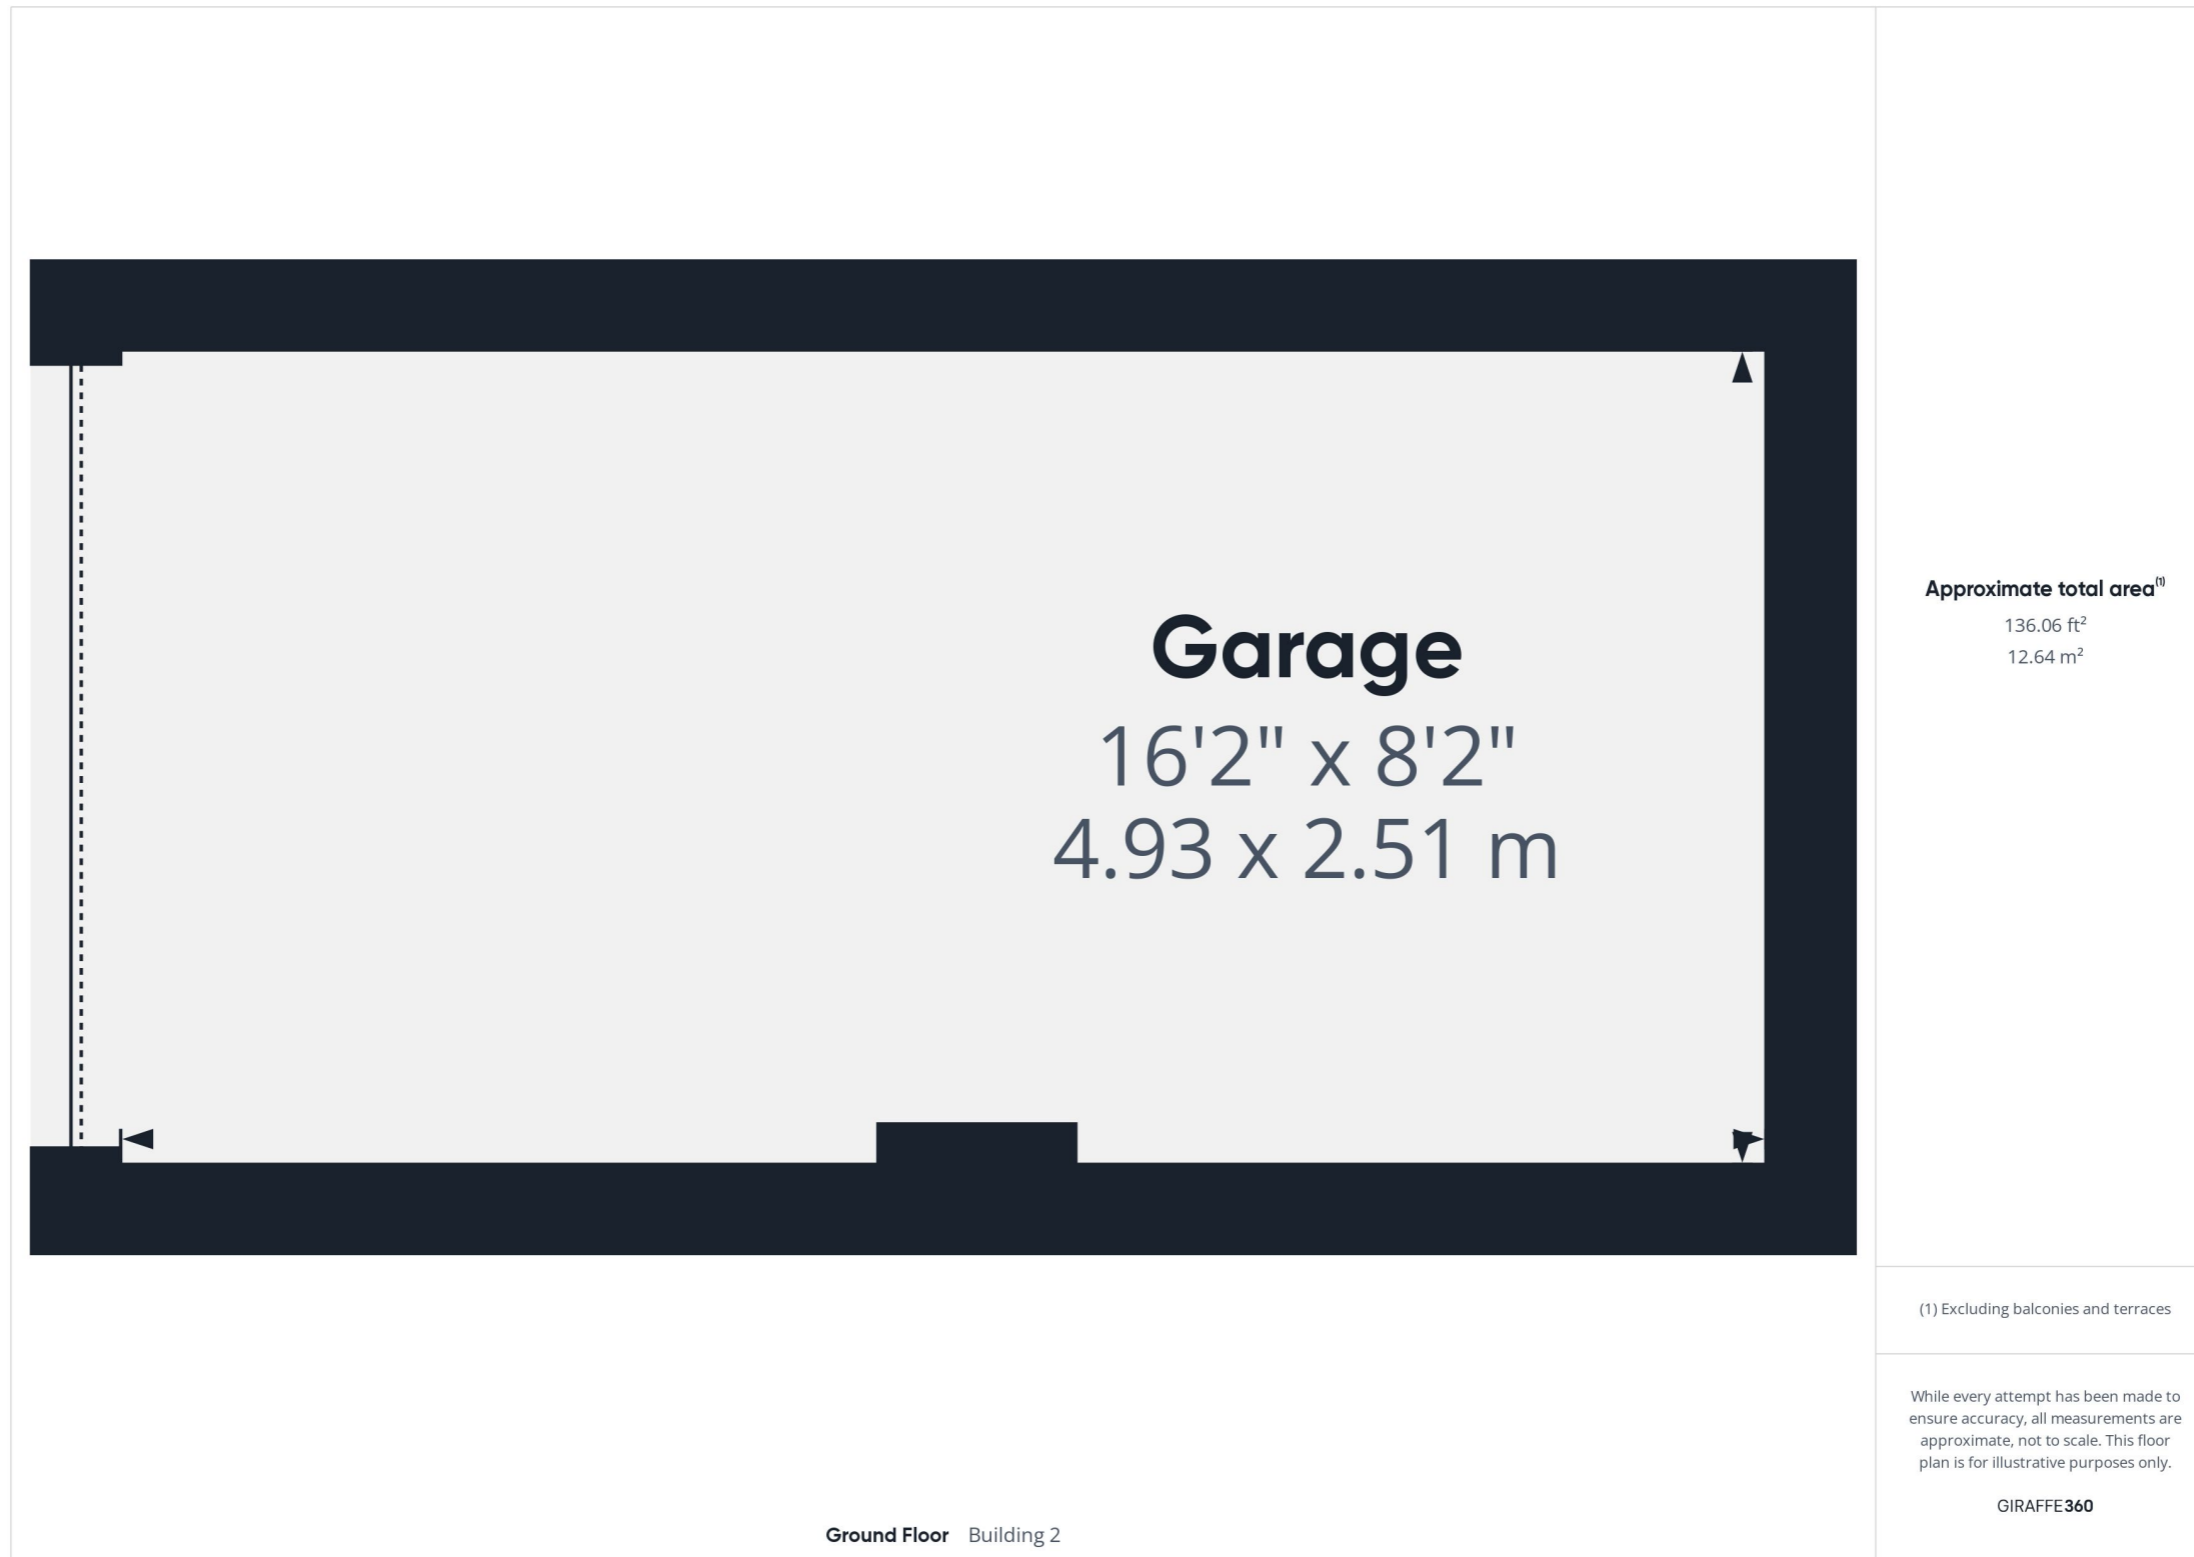 Garage
16'2" x 8'2"
4.93 x 2.51 m
Ground Floor Building 2
Approximate total area⁽¹⁾
136.06 ft²
12.64 m²
(1) Excluding balconies and terraces
While every attempt has been made to
ensure accuracy, all measurements are
approximate, not to scale. This floor
plan is for illustrative purposes only.
GIRAFFE360